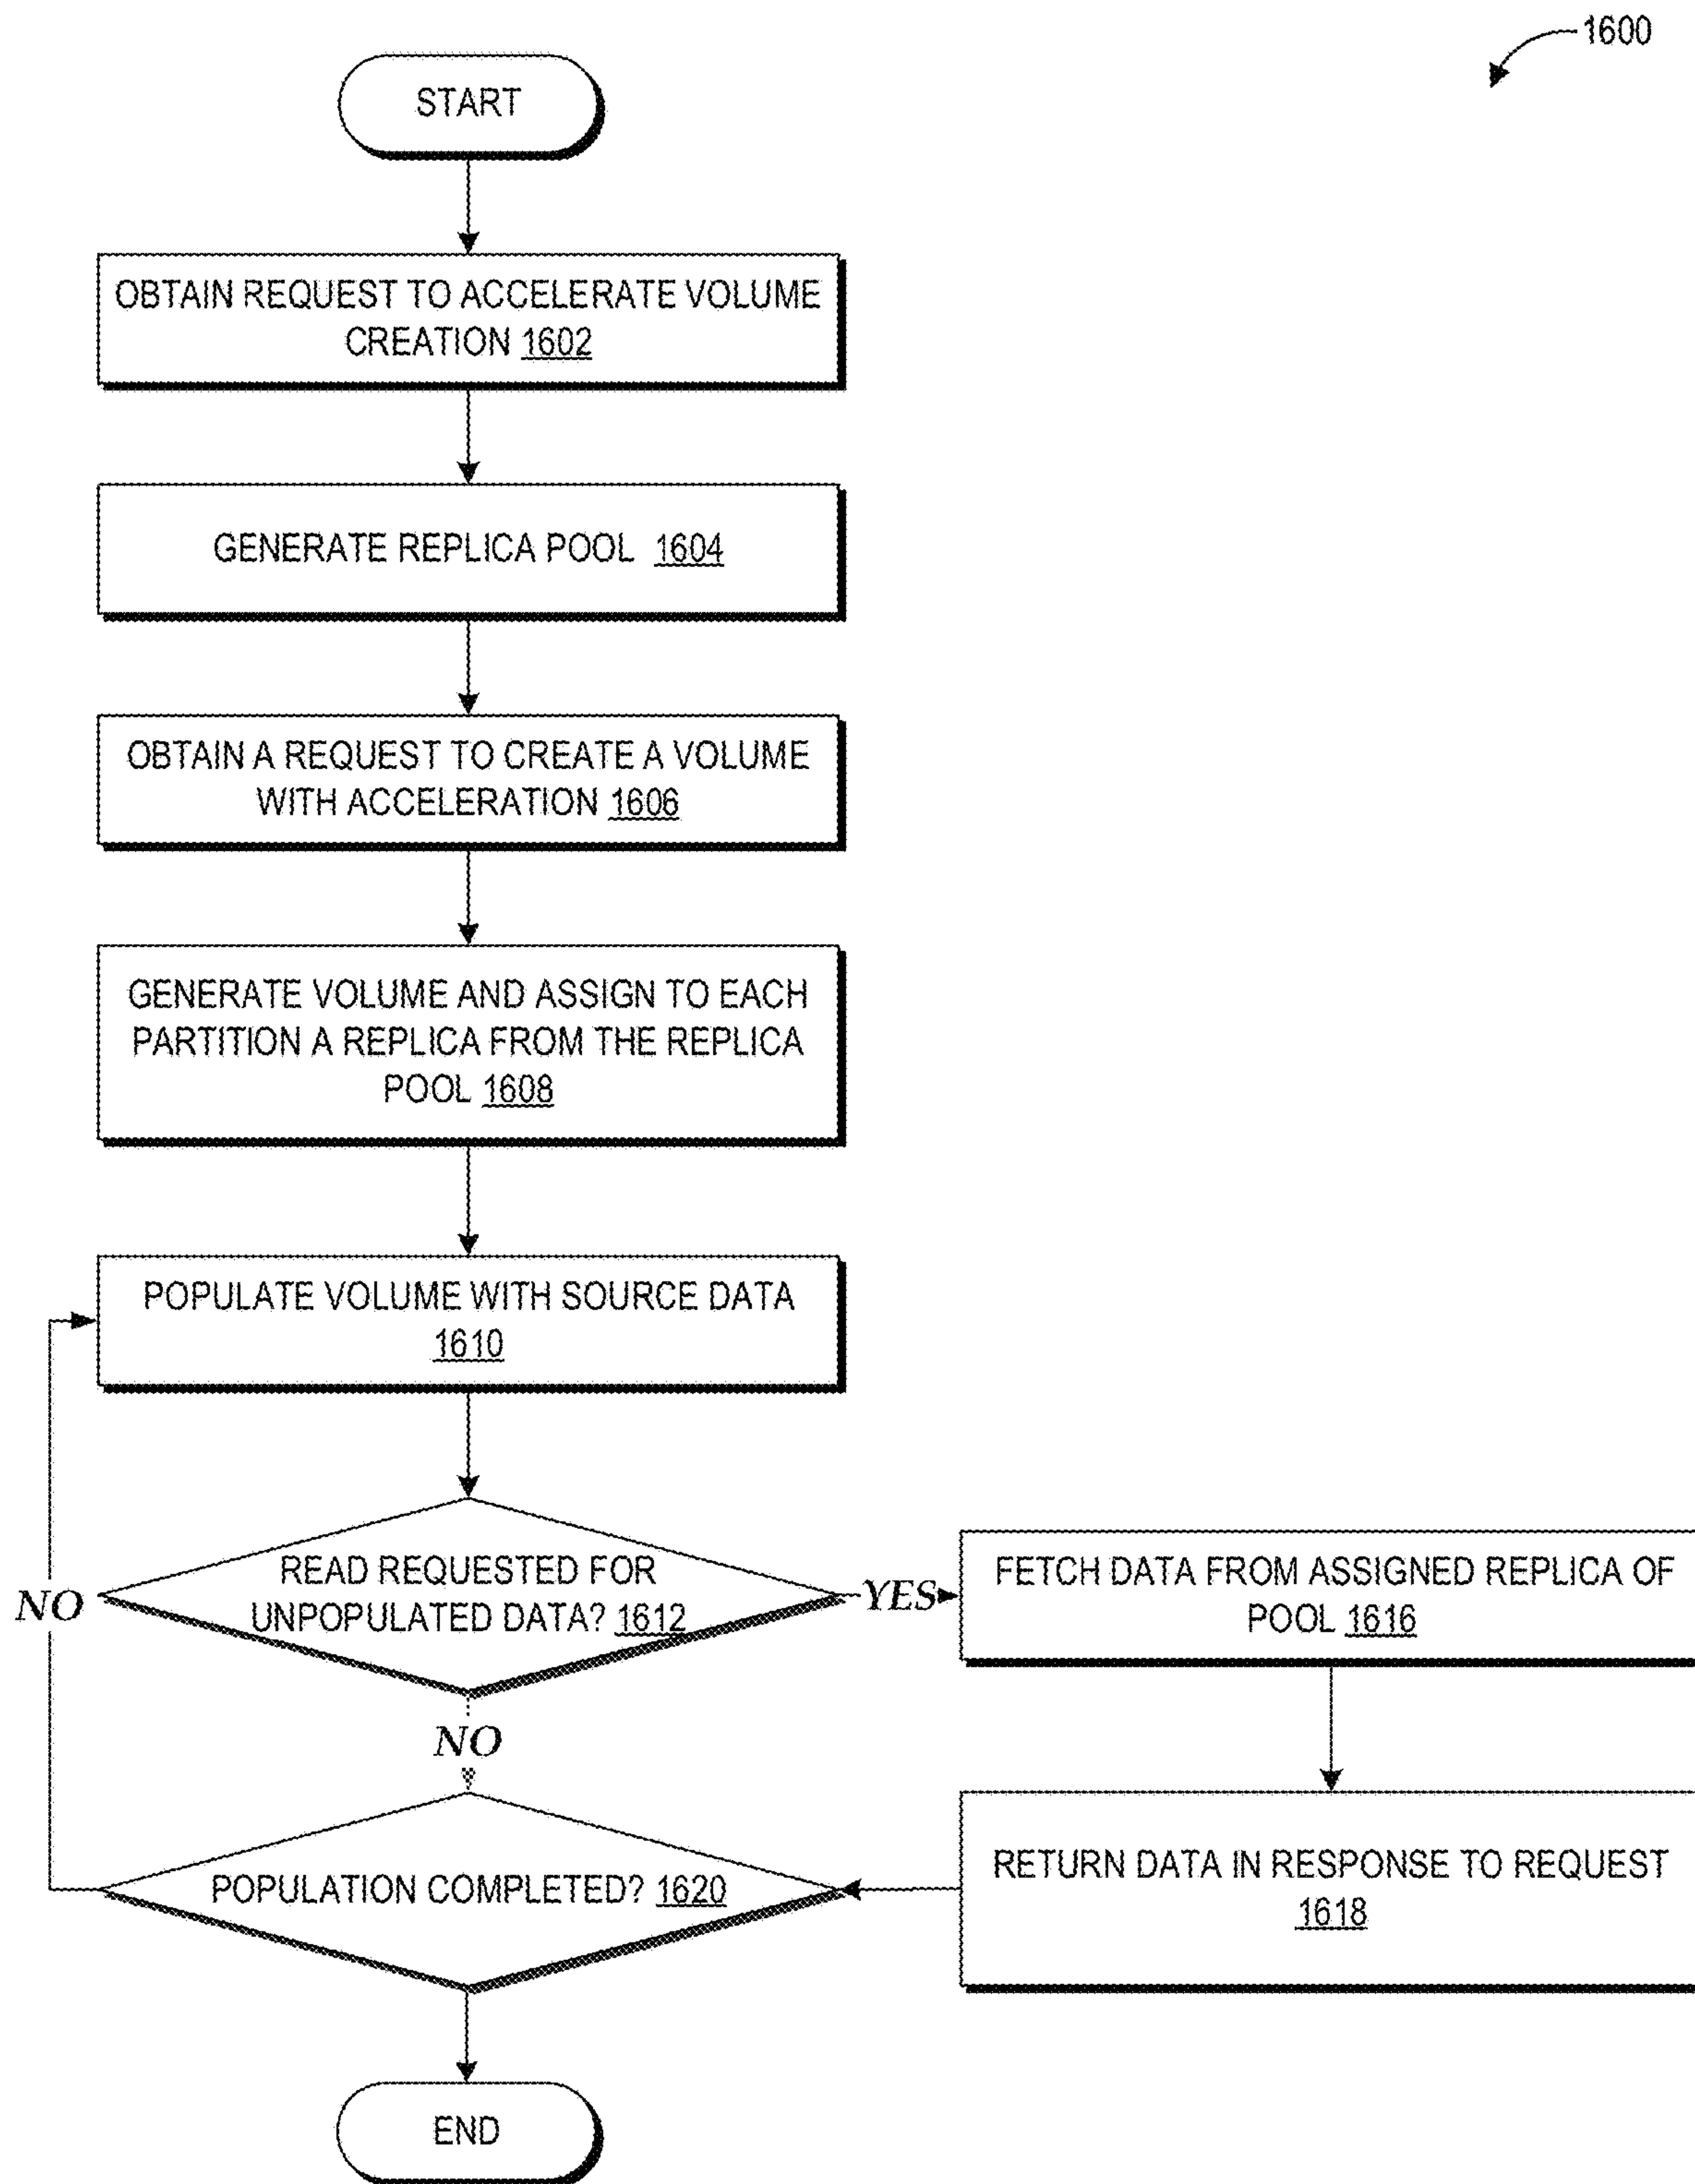 1600
START
OBTAIN REQUEST TO ACCELERATE VOLUME
CREATION 1602
GENERATE REPLICA POOL 1604
OBTAIN A REQUEST TO CREATE A VOLUME
WITH ACCELERATION 1606
GENERATE VOLUME AND ASSIGN TO EACH
PARTITION A REPLICA FROM THE REPLICA
POOL 1608
POPULATE VOLUME WITH SOURCE DATA
1610
READ REQUESTED FOR
UNPOPULATED DATA? 1612
YES
FETCH DATA FROM ASSIGNED REPLICA OF
POOL 1616
NO
NO
RETURN DATA IN RESPONSE TO REQUEST
1618
POPULATION COMPLETED? 1620
END